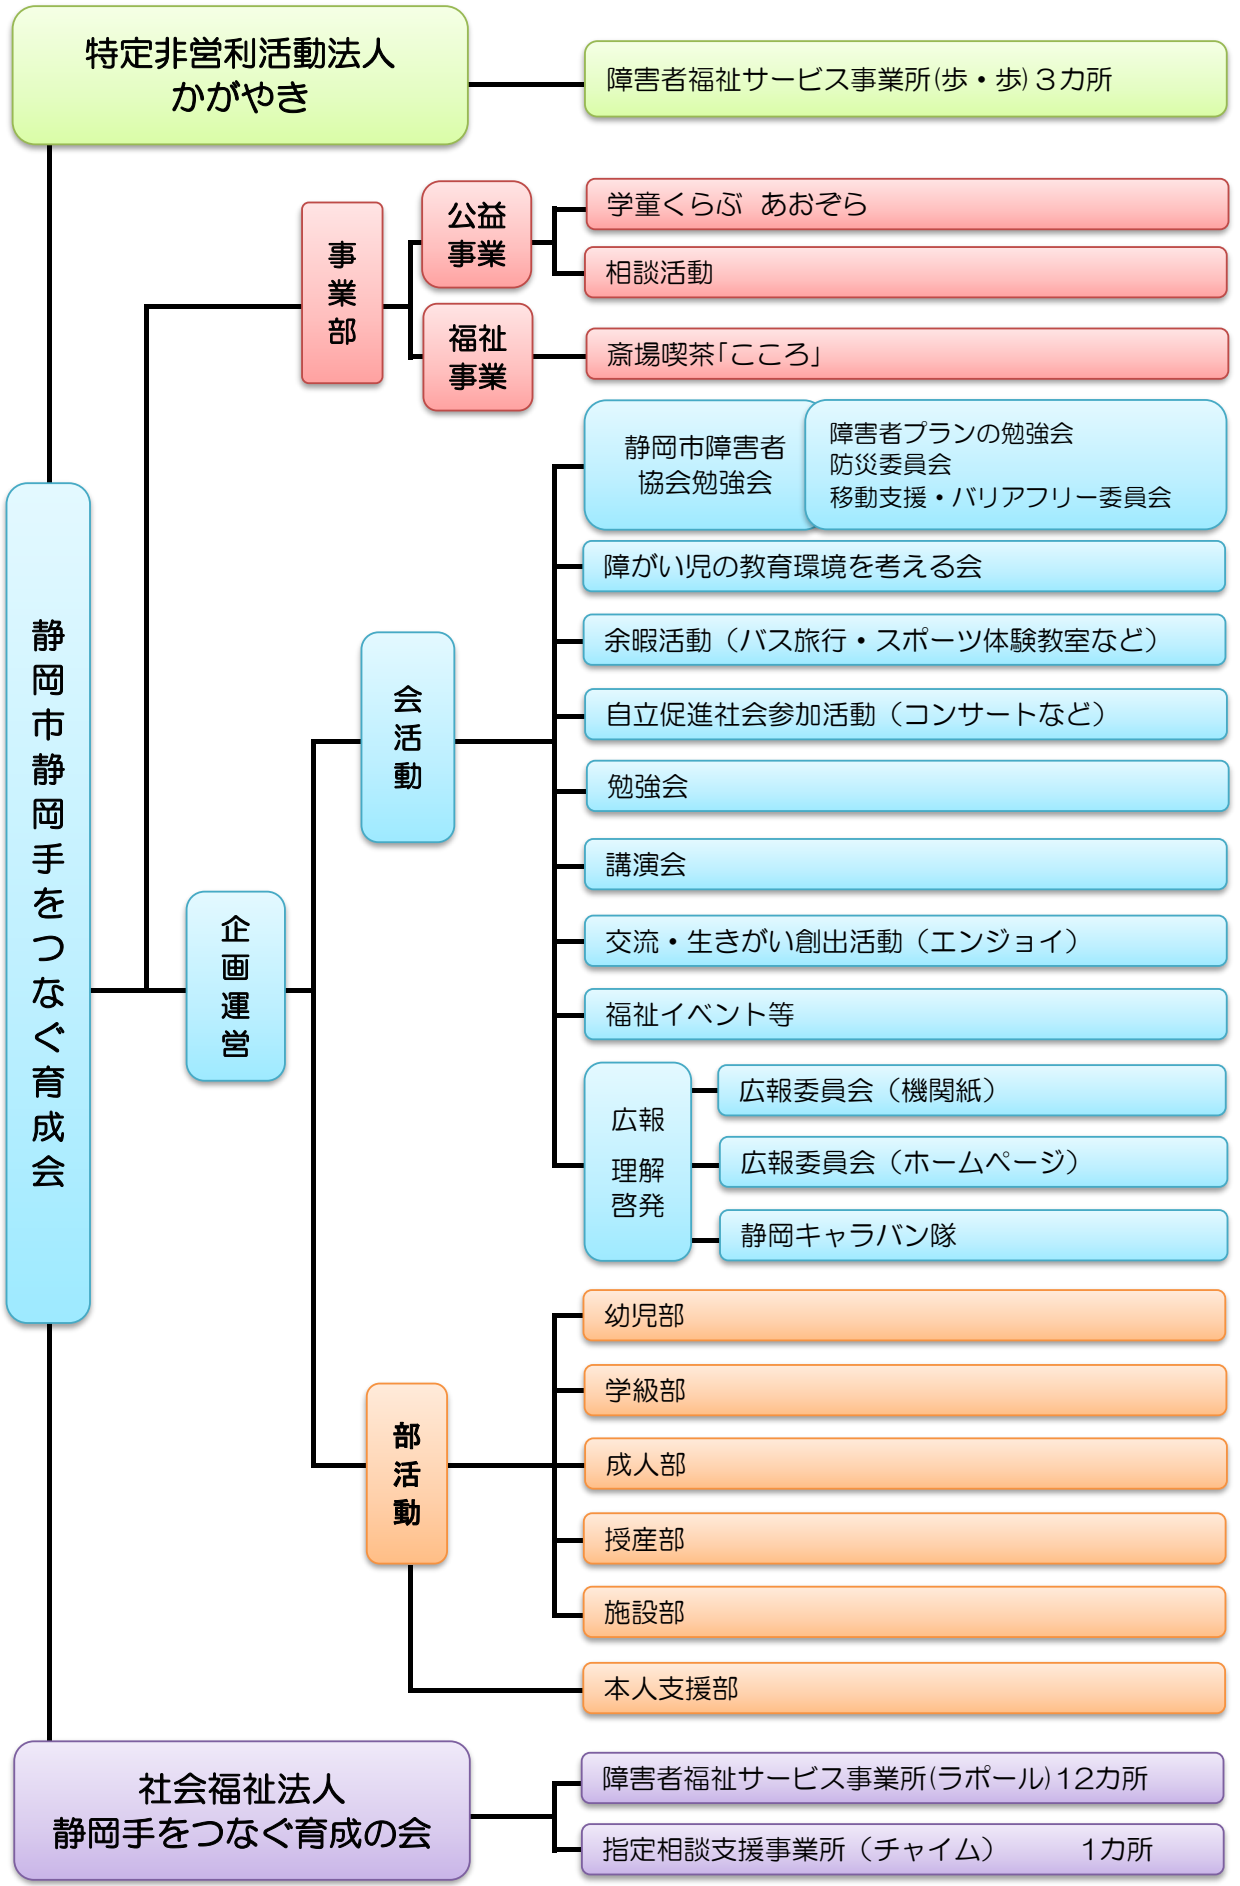 特定非営利活動法人
かがやき
障害者福祉サービス事業所(歩・歩)３カ所
事業部
公益
事業
学童くらぶ　あおぞら
相談活動
福祉
事業
斎場喫茶｢こころ｣
静岡市静岡手をつなぐ育成会
企画運営
会活動
静岡市障害者
協会勉強会
障害者プランの勉強会
防災委員会
移動支援・バリアフリー委員会
障がい児の教育環境を考える会
余暇活動（バス旅行・スポーツ体験教室など）
自立促進社会参加活動（コンサートなど）
勉強会
講演会
交流・生きがい創出活動（エンジョイ）
福祉イベント等
広報
理解
啓発
広報委員会（機関紙）
広報委員会（ホームページ）
静岡キャラバン隊
部活動
幼児部
学級部
成人部
授産部
施設部
本人支援部
社会福祉法人
静岡手をつなぐ育成の会
障害者福祉サービス事業所(ラポール)12カ所
指定相談支援事業所（チャイム）　　　1カ所